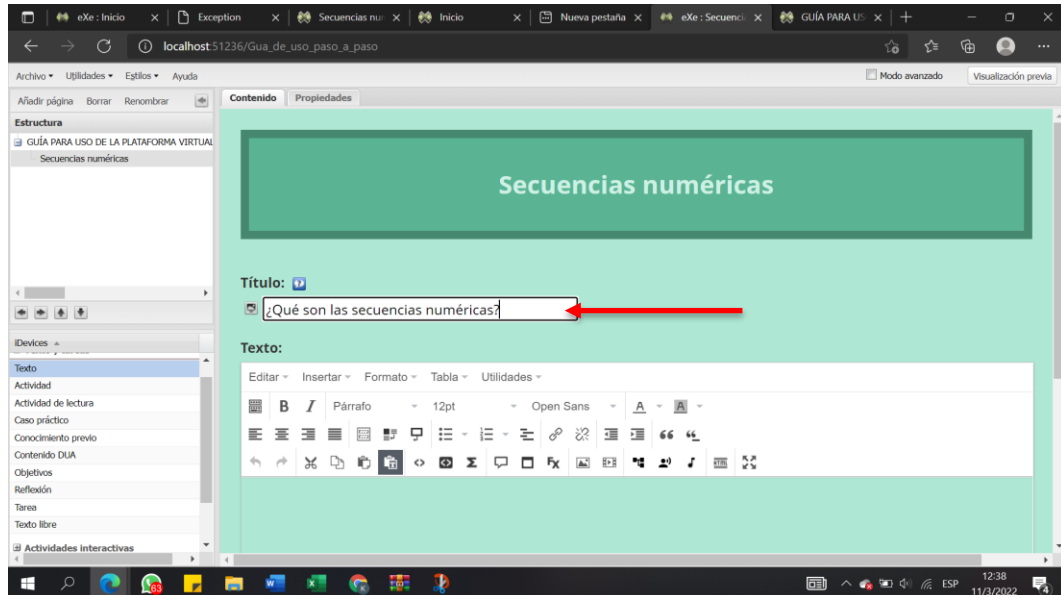 eXe : Inicio
Exception
Secuencias nu
Inicio
Nueva pestaña
eXe : Secuenci
GUÍA PARA US
localhost:51236/Gua_de_uso_paso_a_paso
Archivo Utilidades Estilos Ayuda
Modo avanzado
Visualización previa
Añadir página Borrar Renombrar
Contenido Propiedades
Estructura
GUÍA PARA USO DE LA PLATAFORMA VIRTUAL
Secuencias numéricas
Secuencias numéricas
Título:
¿Qué son las secuencias numéricas?
iDevices
Texto:
Texto
Actividad
Actividad de lectura
Caso práctico
Conocimiento previo
Contenido DUA
Objetivos
Reflexión
Tarea
Texto libre
Actividades interactivas
Editar Insertar Formato Tabla Utilidades
B I Párrafo 12pt Open Sans A A
63
ESP
12:38
11/3/2022
4